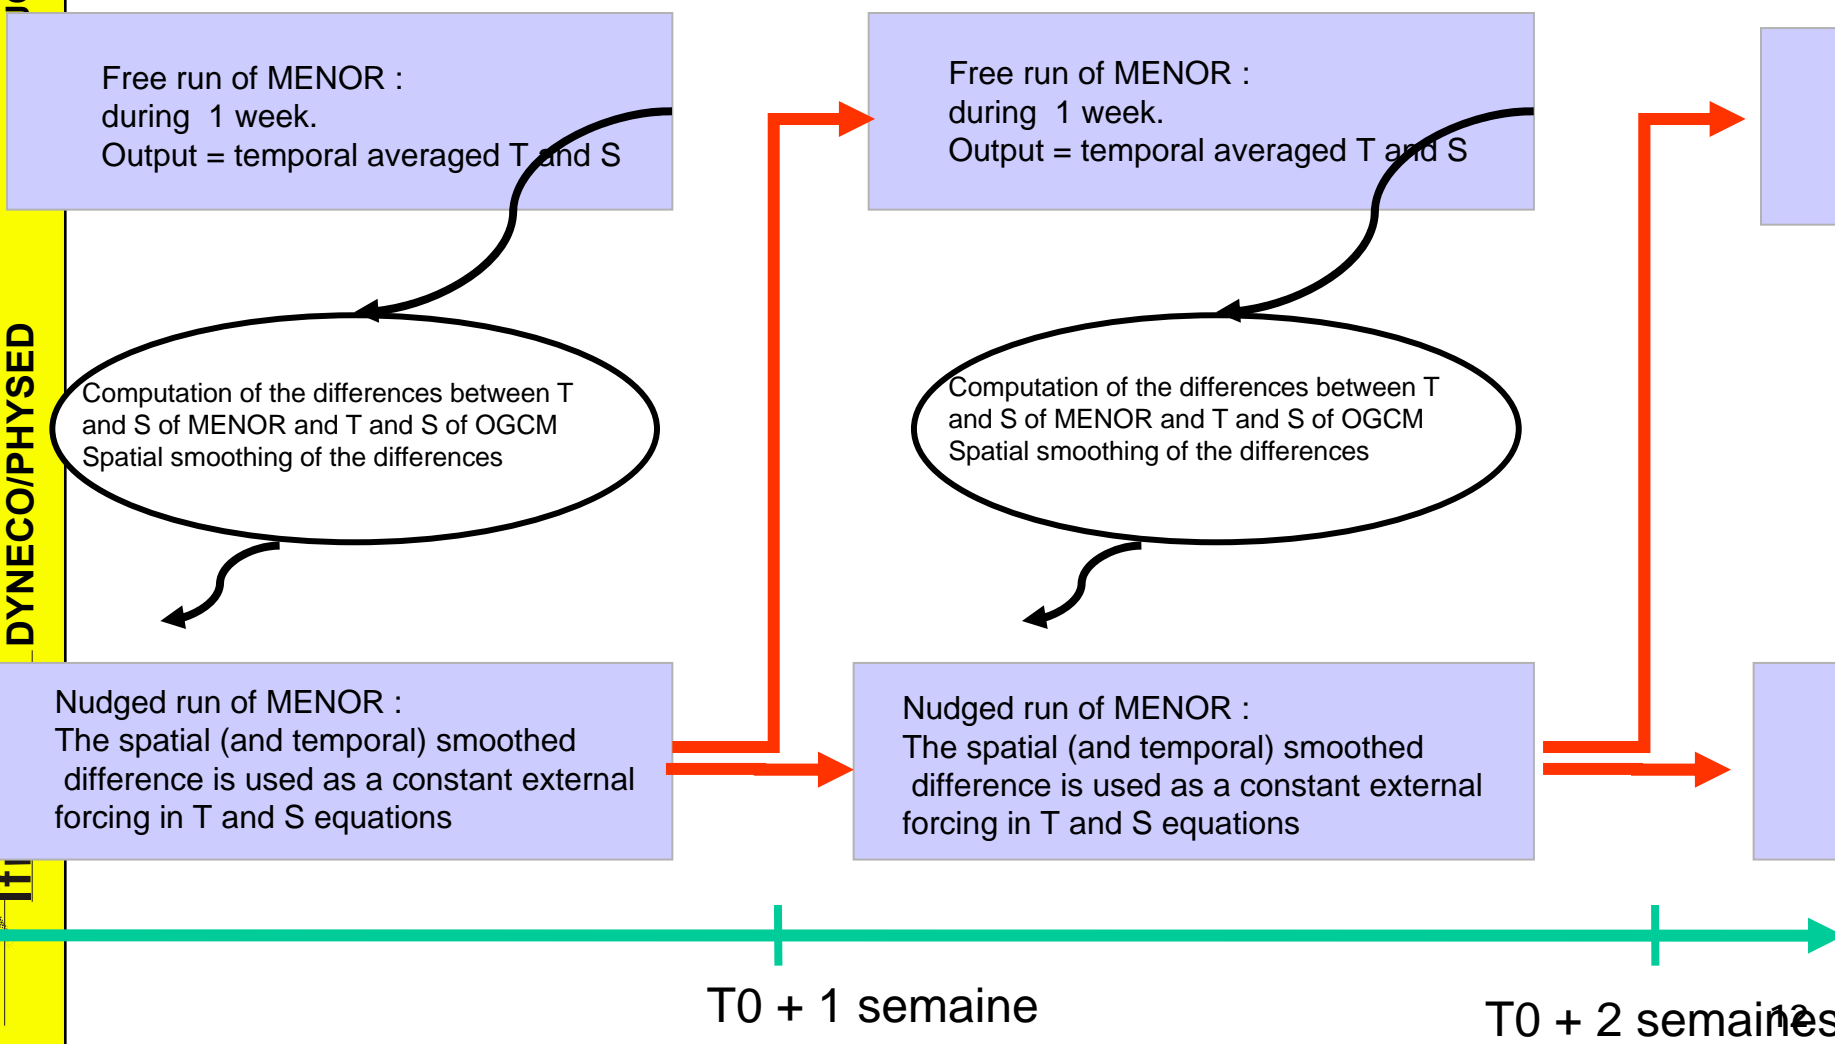 Free run of MENOR :
during 1 week.
Output = temporal averaged T and S
Free run of MENOR :
during 1 week.
Output = temporal averaged T and S
Computation of the differences between T
and S of MENOR and T and S of OGCM
Spatial smoothing of the differences
Computation of the differences between T
and S of MENOR and T and S of OGCM
Spatial smoothing of the differences
DYNECO/PHYSED
Nudged run of MENOR :
The spatial (and temporal) smoothed
difference is used as a constant external
forcing in T and S equations
Nudged run of MENOR :
The spatial (and temporal) smoothed
difference is used as a constant external
forcing in T and S equations
T0 + 1 semaine
T0 + 2 semaines
12